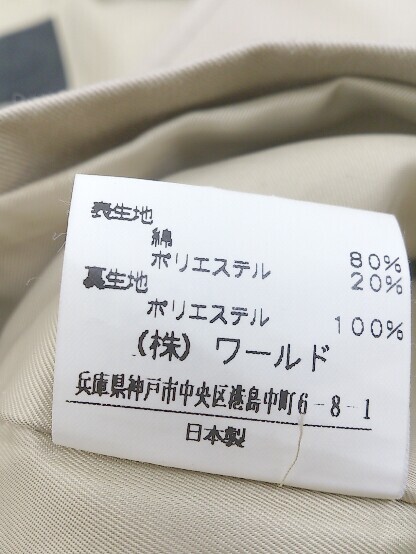 表生地
綿 80%
ポリエステル 20%
裏生地
ポリエステル 100%
(株) ワールド
兵庫県神戸市中央区港島中町6-8-1
日本製